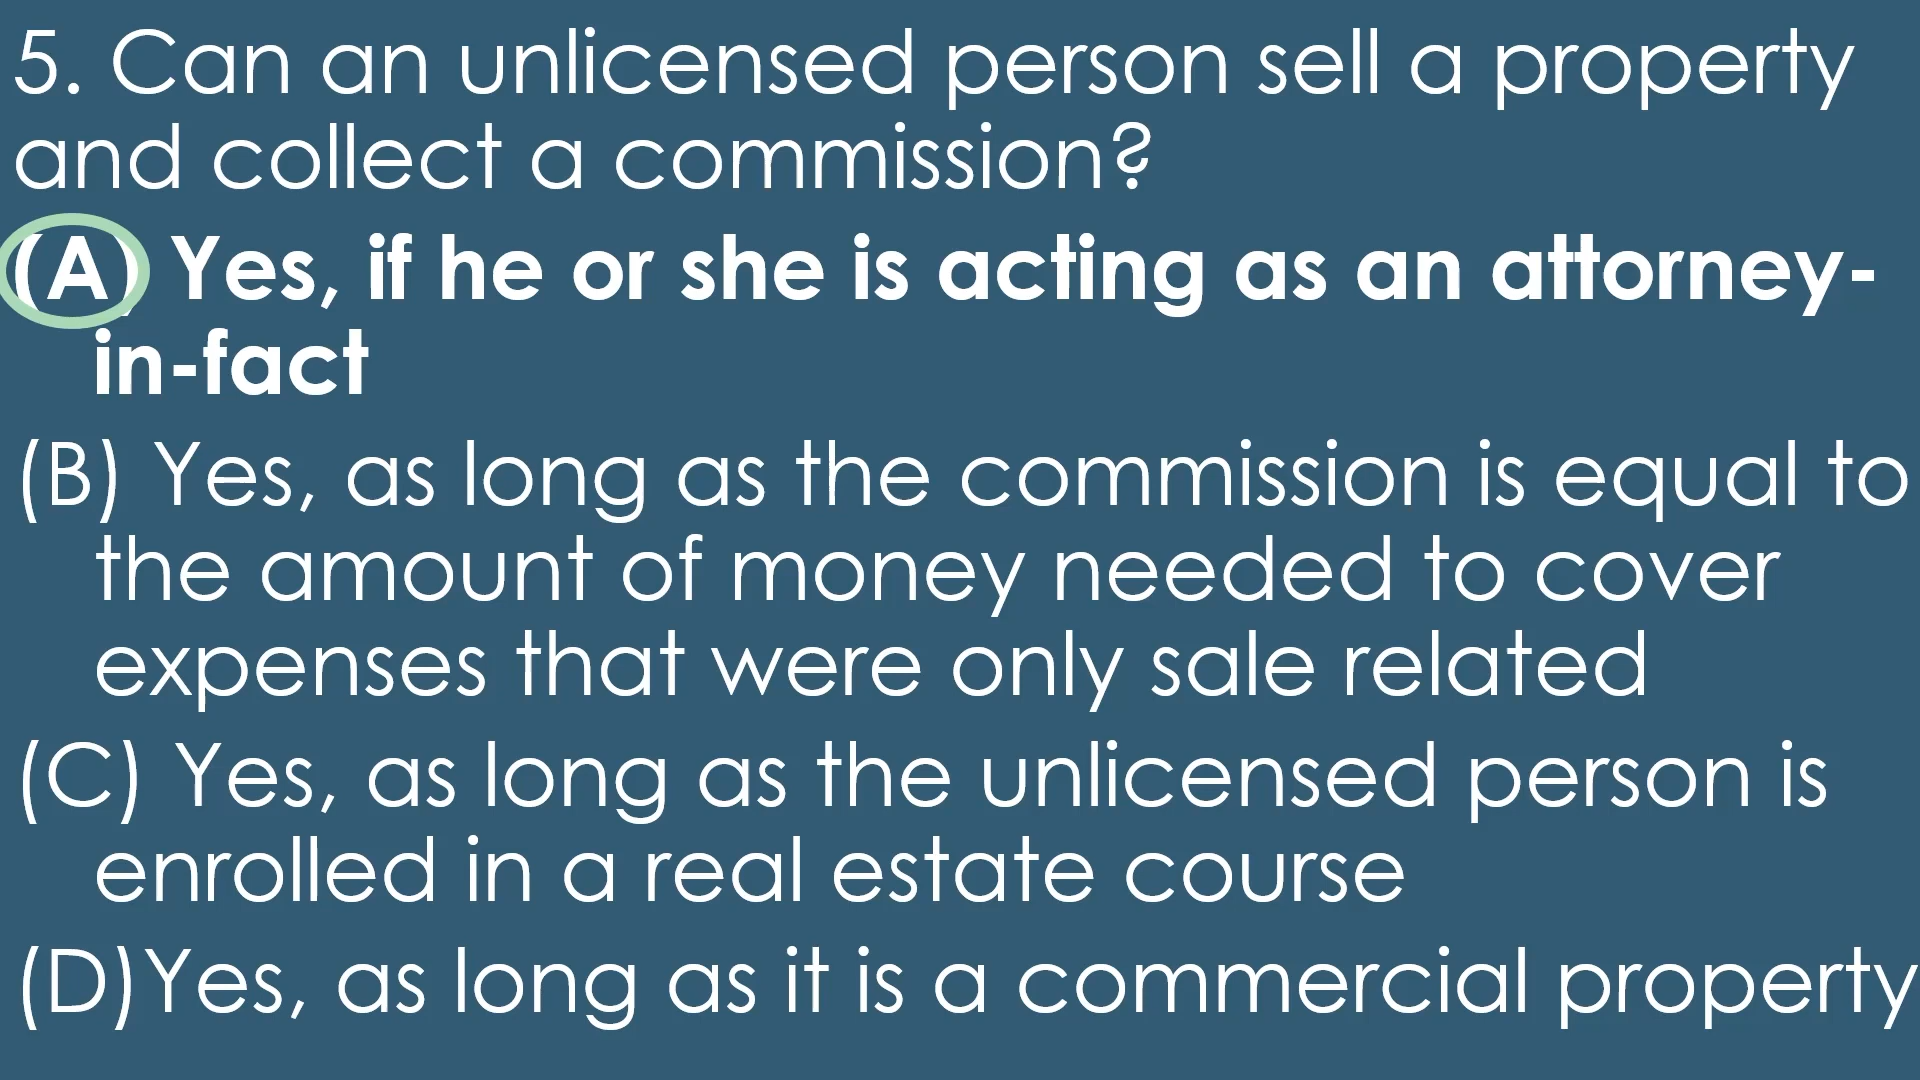 5. Can an unlicensed person sell a property
and collect a commission?
(A) Yes, if he or she is acting as an attorney-
in-fact
(B) Yes, as long as the commission is equal to
the amount of money needed to cover
expenses that were only sale related
(C) Yes, as long as the unlicensed person is
enrolled in a real estate course
(D)Yes, as long as it is a commercial property